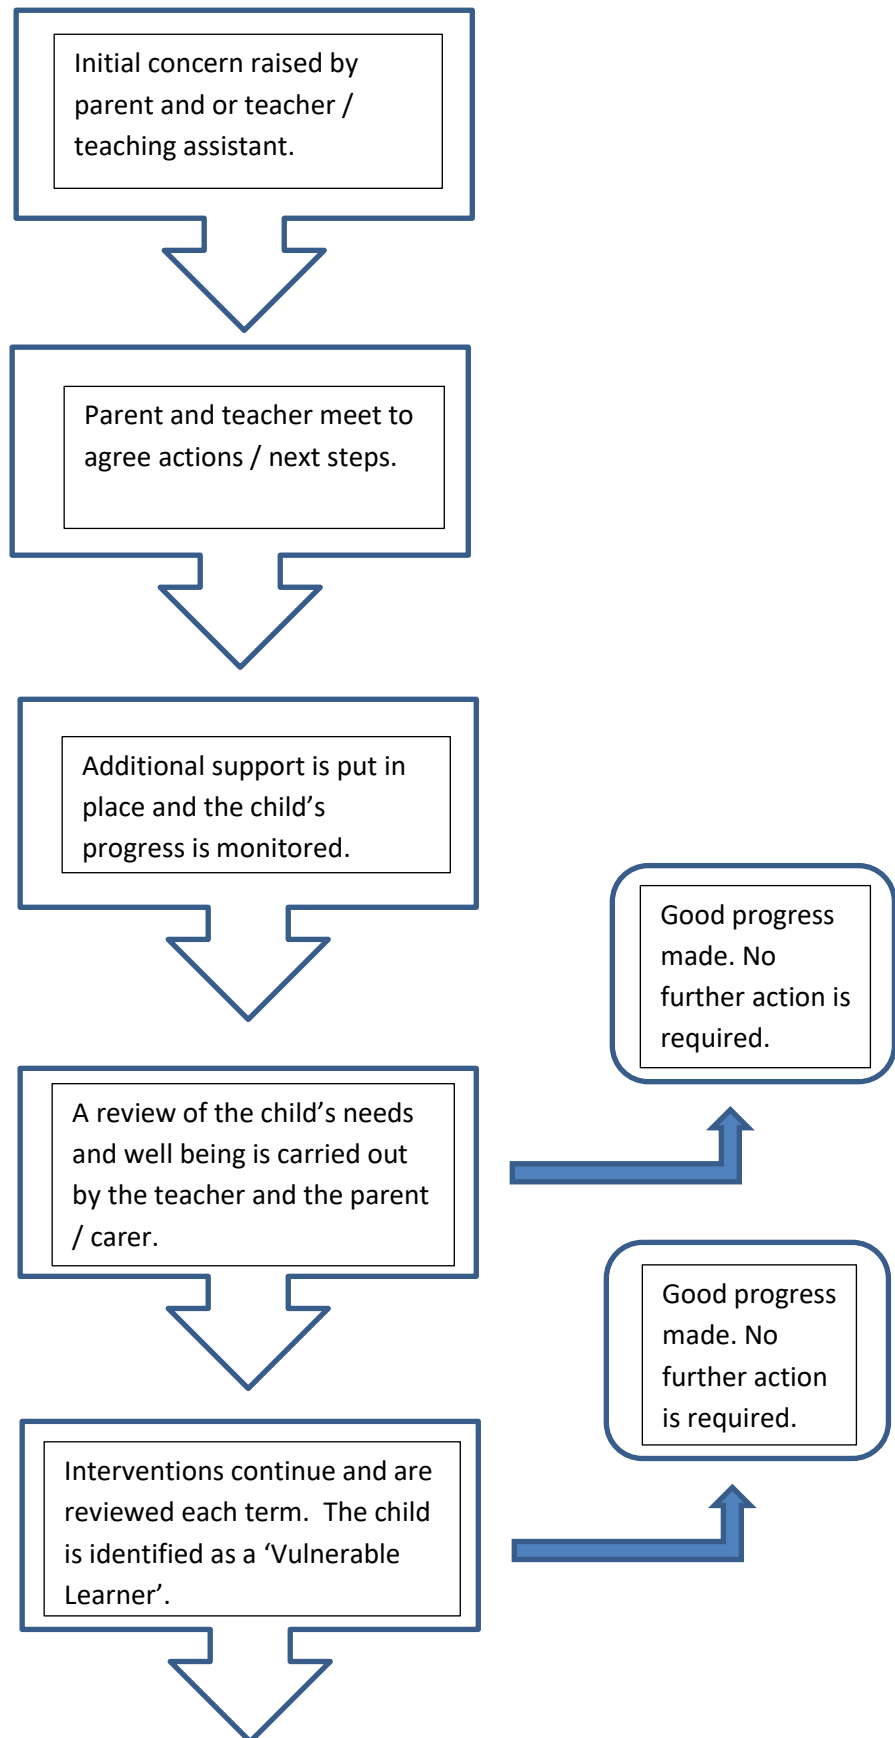 Initial concern raised by
parent and or teacher /
teaching assistant.
Parent and teacher meet to
agree actions / next steps.
Additional support is put in
place and the child’s
progress is monitored.
Good progress
made. No
further action is
required.
A review of the child’s needs
and well being is carried out
by the teacher and the parent
/ carer.
Good progress
made. No
further action
is required.
Interventions continue and are
reviewed each term.  The child
is identified as a ‘Vulnerable
Learner’.